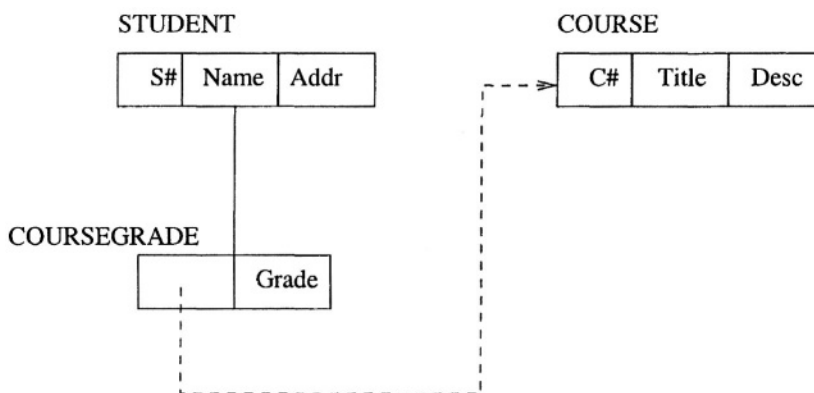 STUDENT
S# Name Addr
COURSE
C# Title Desc
COURSEGRADE
Grade